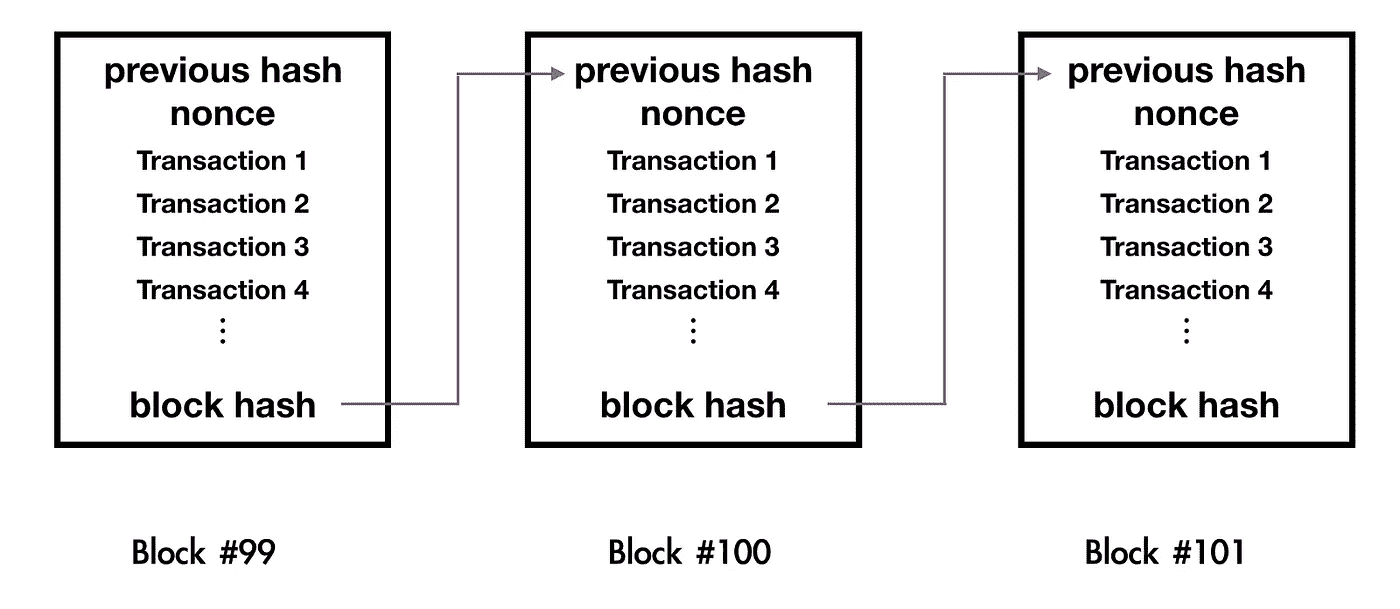 previous hash
nonce
Transaction 1
Transaction 2
Transaction 3
Transaction 4
⋮
block hash
Block #99
previous hash
nonce
Transaction 1
Transaction 2
Transaction 3
Transaction 4
⋮
block hash
Block #100
previous hash
nonce
Transaction 1
Transaction 2
Transaction 3
Transaction 4
⋮
block hash
Block #101